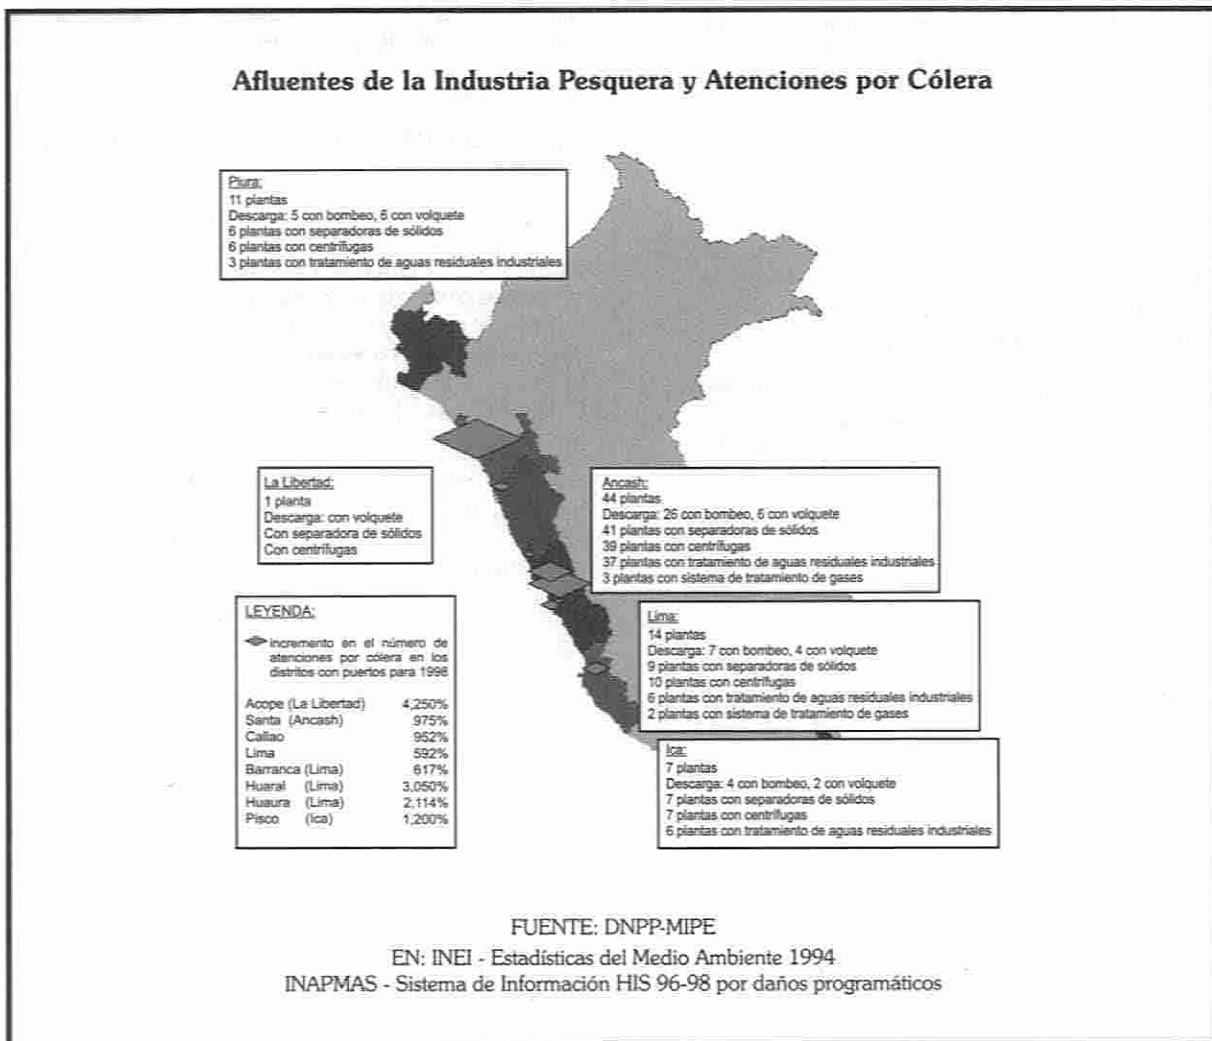 Afluentes de la Industria Pesquera y Atenciones por Cólera
Piura:
11 plantas
Descarga: 5 con bombeo, 6 con volquete
6 plantas con separadoras de sólidos
6 plantas con centrífugas
3 plantas con tratamiento de aguas residuales industriales
La Libertad:
1 planta
Descarga: con volquete
Con separadora de sólidos
Con centrífugas
Ancash:
44 plantas
Descarga: 26 con bombeo, 6 con volquete
41 plantas con separadoras de sólidos
39 plantas con centrífugas
37 plantas con tratamiento de aguas residuales industriales
3 plantas con sistema de tratamiento de gases
LEYENDA:
Incremento en el número de
atenciones por cólera en los
distritos con puertos para 1998
Acope (La Libertad) 4,250%
Santa (Ancash) 975%
Callao 952%
Lima 592%
Barranca (Lima) 617%
Huaral (Lima) 3,050%
Huaura (Lima) 2,114%
Pisco (Ica) 1,200%
Lima:
14 plantas
Descarga: 7 con bombeo, 4 con volquete
9 plantas con separadoras de sólidos
10 plantas con centrífugas
6 plantas con tratamiento de aguas residuales industriales
2 plantas con sistema de tratamiento de gases
Ica:
7 plantas
Descarga: 4 con bombeo, 2 con volquete
7 plantas con separadoras de sólidos
7 plantas con centrífugas
6 plantas con tratamiento de aguas residuales industriales
FUENTE: DNPP-MIPE
EN: INEI - Estadísticas del Medio Ambiente 1994
INAPMAS - Sistema de Información HIS 96-98 por daños programáticos